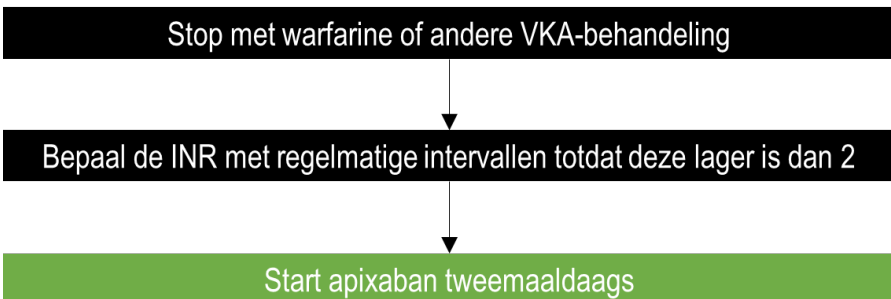 Stop met warfarine of andere VKA-behandeling
Bepaal de INR met regelmatige intervallen totdat deze lager is dan 2
Start apixaban tweemaaldaags